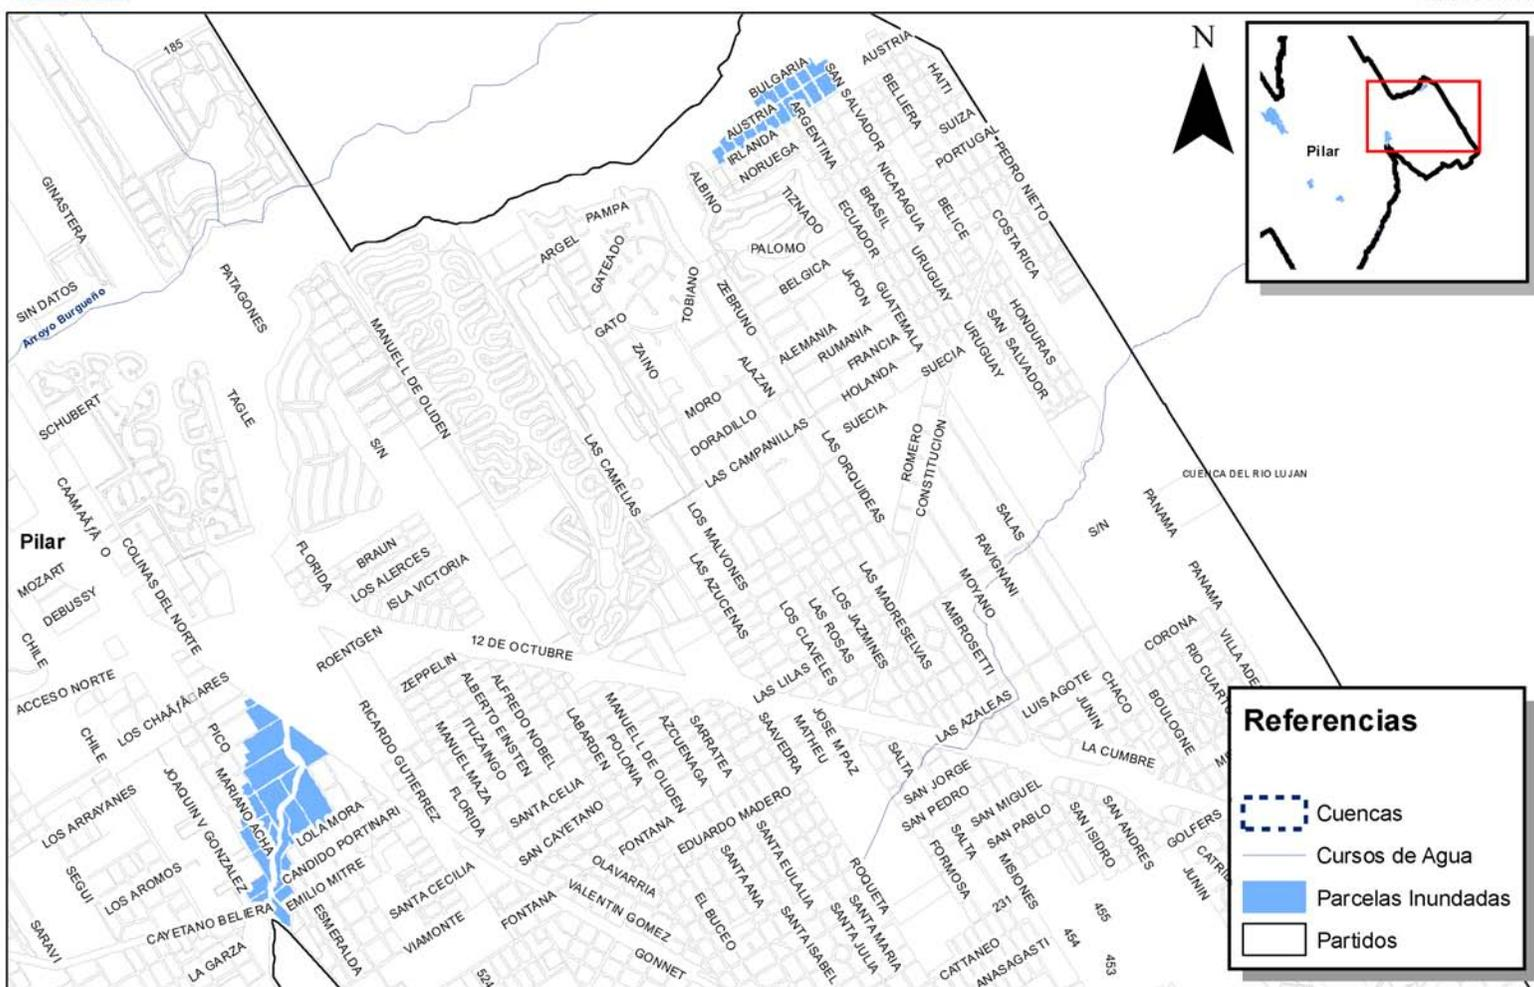 185
AUSTRIA
N
BULGARIA
SAN SALVADOR
BELLIERA
HAITI
AUSTRIA
ARGENTINA
SUIZA
IRLANDA
PORTUGAL
NORUEGA
PEDRO NIETO
Pilar
GINASTERA
ALBINO
TIZNADO
NICARAGUA
BRASIL
ECUADOR
BELICE
COSTA RICA
PAMPA
ARGEL
PALOMO
GATEADO
BELGICA
URUGUAY
JAPON
SIN DATOS
Arroyo Burgueño
PATAGONES
TOBIANO
ZEBRUNO
GUATEMALA
HONDURAS
SAN SALVADOR
GATO
MANUEL L DE OLIDEN
ZAINO
ALEMANIA
RUMANIA
FRANCIA
SUECIA
URUGUAY
ALAZAN
HOLANDA
SCHUBERT
TAGLE
MORO
DORADILLO
SUECIA
S/N
LAS CAMPANILLAS
LAS CAMELIAS
LAS ORQUIDEAS
ROMERO
CONSTITUCION
CUENCA DEL RIO LUJAN
CAAMAÃƒÂ O
PANAMA
SALAS
S/N
LOS MALVONES
Pilar
COLINAS DEL NORTE
FLORIDA
BRAUN
LOS ALERCES
ISLA VICTORIA
LAS AZUCENAS
RAVIGNANI
MOYANO
MOZART
DEBUSSY
PANAMA
LAS MADRESELVAS
LOS JAZMINES
LAS ROSAS
LOS CLAVELES
AMBROSETTI
CHILE
ROENTGEN
12 DE OCTUBRE
CORONA
VILLA ADE
RIO CUARTO
ACCESO NORTE
ZEPPELIN
LOS CHAÃƒÂ±ARES
ALFREDO NOBEL
ALBERTO EINSTEN
LAS LILAS
LUIS AGOTE
CHACO
JUNIN
BOULOGNE
Referencias
CHILE
PICO
RICARDO GUTIERREZ
ITUZAINGO
MANUEL MAZA
LABARDEN
POLONIA
MANUEL L DE OLIDEN
AZCUENAGA
SARRATEA
SAAVEDRA
MATHEU
JOSE M PAZ
LAS AZALEAS
SALTA
LA CUMBRE
JOAQUIN V GONZALEZ
MARIANO ACHA
FLORIDA
SANTA CELIA
SAN JORGE
LOS ARRAYANES
LOLA MORA
CANDIDO PORTINARI
SAN CAYETANO
FONTANA
EDUARDO MADERO
SAN PEDRO
SAN MIGUEL
SAN PABLO
SAN ISIDRO
SAN ANDRES
GOLFERS
Cuencas
SEGUI
LOS AROMOS
EMILIO MITRE
SANTA CECILIA
OLAVARRIA
SANTA EULALIA
SANTA ANA
ROQUETA
SALTA
FORMOSA
MISIONES
JUNIN
Cursos de Agua
CAYETANO BELIERA
ESMERALDA
VIAMONTE
FONTANA
VALENTIN GOMEZ
EL BUCEO
SANTA MARIA
SANTA JULIA
SANTA ISABEL
231
455
454
453
Parcelas Inundadas
SARAVI
LA GARZA
524
GONNET
CATTANEO
ANASAGASTI
Partidos